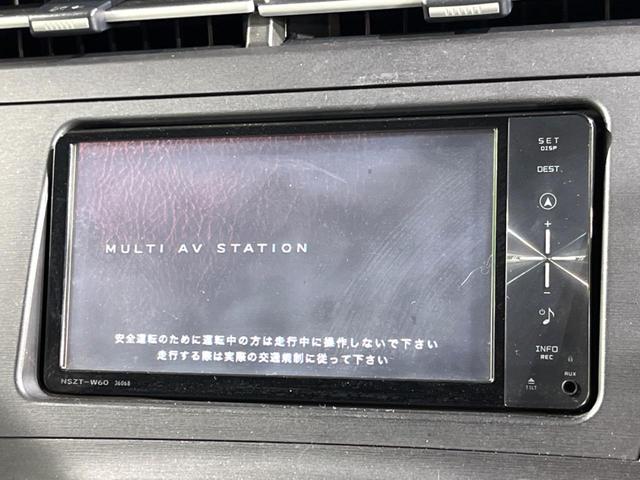 MULTI AV STATION
安全運転のために運転中の方は走行中に操作しないで下さい
走行する際は実際の交通規制に従って下さい
NSZT-W60 36068
SET
DISP
DEST.
+
−
INFO
REC
AUX
TILT